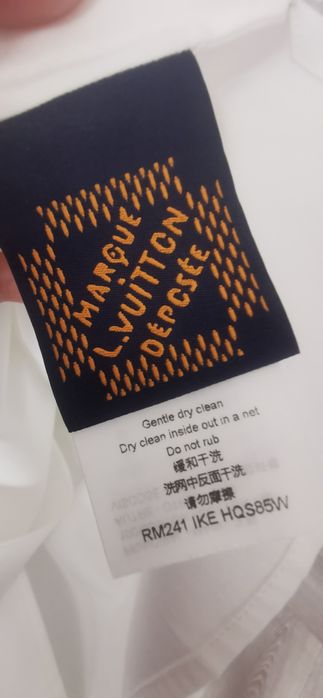 MARQUE
L.VUITTON
DÉPOSÉE
Gentle dry clean
Dry clean inside out in a net
Do not rub
缓和干洗
洗网中反面干洗
请勿摩擦
RM241 IKE HQS85W